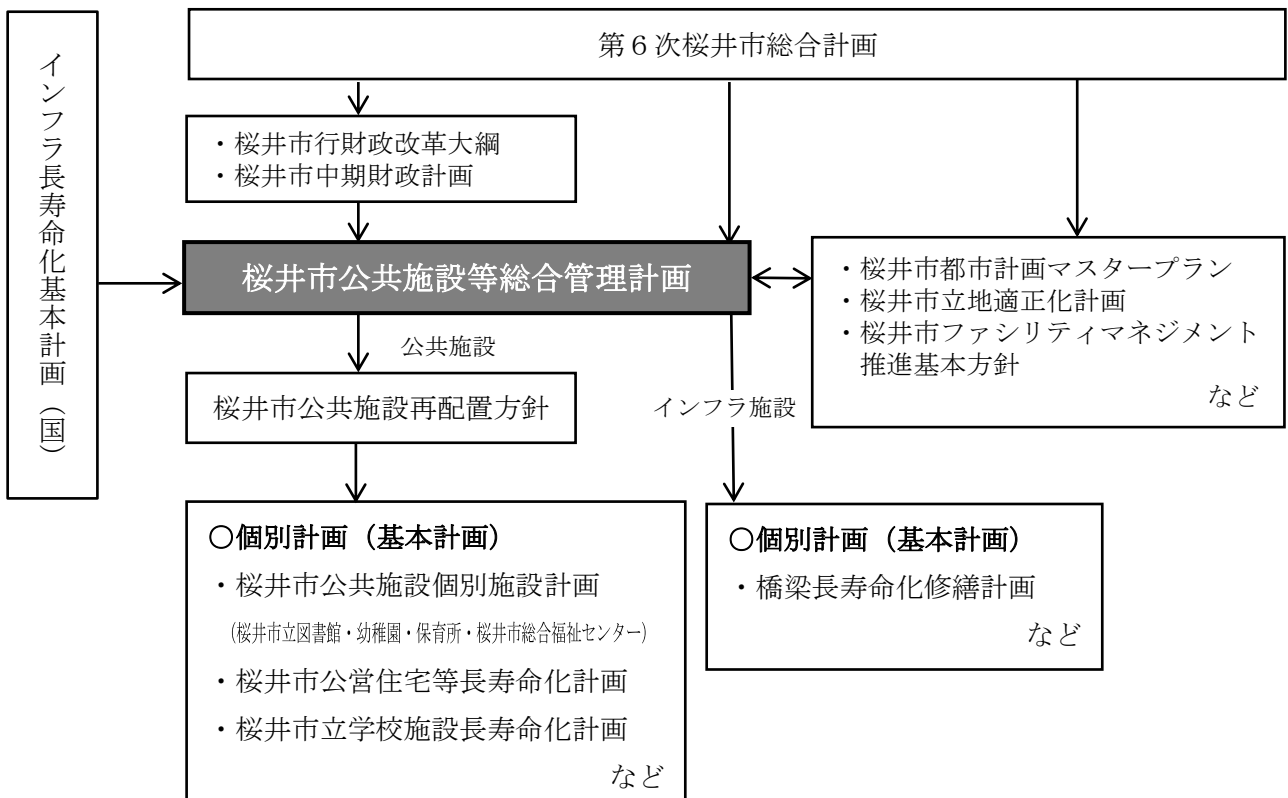 インフラ長寿命化基本計画（国）
第６次桜井市総合計画
・桜井市行財政改革大綱
・桜井市中期財政計画
桜井市公共施設等総合管理計画
・桜井市都市計画マスタープラン
・桜井市立地適正化計画
・桜井市ファシリティマネジメント
推進基本方針
など
公共施設
桜井市公共施設再配置方針
インフラ施設
○個別計画（基本計画）
・桜井市公共施設個別施設計画
（桜井市立図書館・幼稚園・保育所・桜井市総合福祉センター）
・桜井市公営住宅等長寿命化計画
・桜井市立学校施設長寿命化計画
など
○個別計画（基本計画）
・橋梁長寿命化修繕計画
など